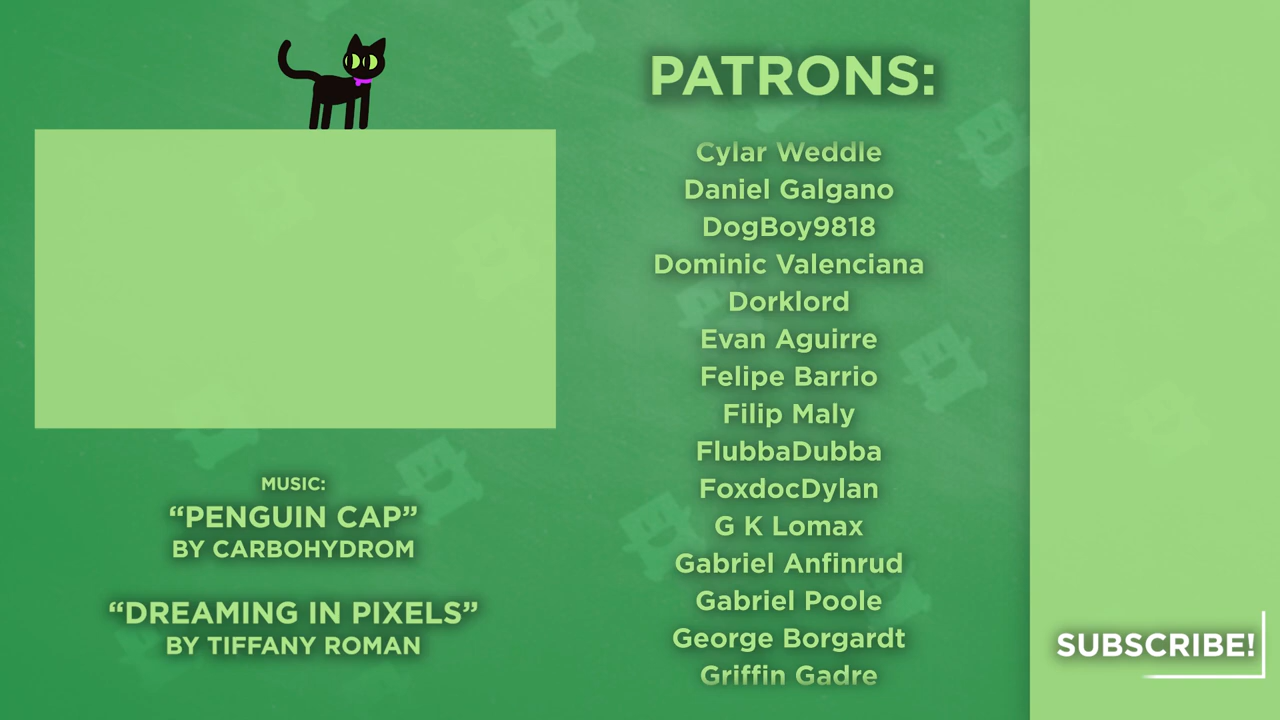 PATRONS:
Cylar Weddle
Daniel Galgano
DogBoy9818
Dominic Valenciana
Dorklord
Evan Aguirre
Felipe Barrio
Filip Maly
FlubbaDubba
FoxdocDylan
G K Lomax
Gabriel Anfinrud
Gabriel Poole
George Borgardt
Griffin Gadre
MUSIC:
“PENGUIN CAP”
BY CARBOHYDROM
“DREAMING IN PIXELS”
BY TIFFANY ROMAN
SUBSCRIBE!